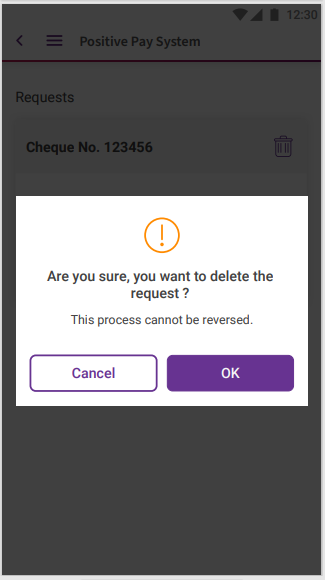 12:30
Positive Pay System
Requests
Cheque No. 123456
Are you sure, you want to delete the
request ?
This process cannot be reversed.
Cancel
OK